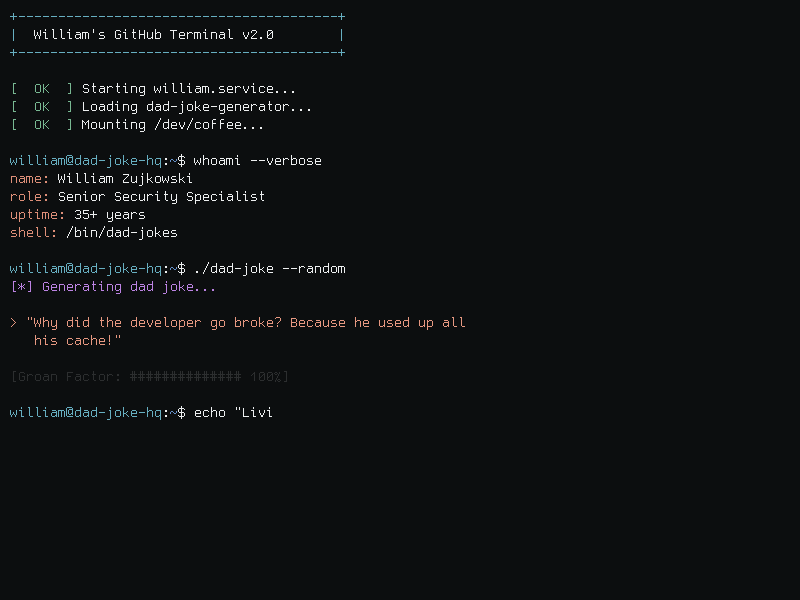 +----------------------------------------+
|  William's GitHub Terminal v2.0        |
+----------------------------------------+
[  OK  ] Starting william.service...
[  OK  ] Loading dad-joke-generator...
[  OK  ] Mounting /dev/coffee...
william@dad-joke-hq:~$ whoami --verbose
name: William Zujkowski
role: Senior Security Specialist
uptime: 35+ years
shell: /bin/dad-jokes
william@dad-joke-hq:~$ ./dad-joke --random
[*] Generating dad joke...
> "Why did the developer go broke? Because he used up all
his cache!"
[Groan Factor: ############## 100%]
william@dad-joke-hq:~$ echo "Livi